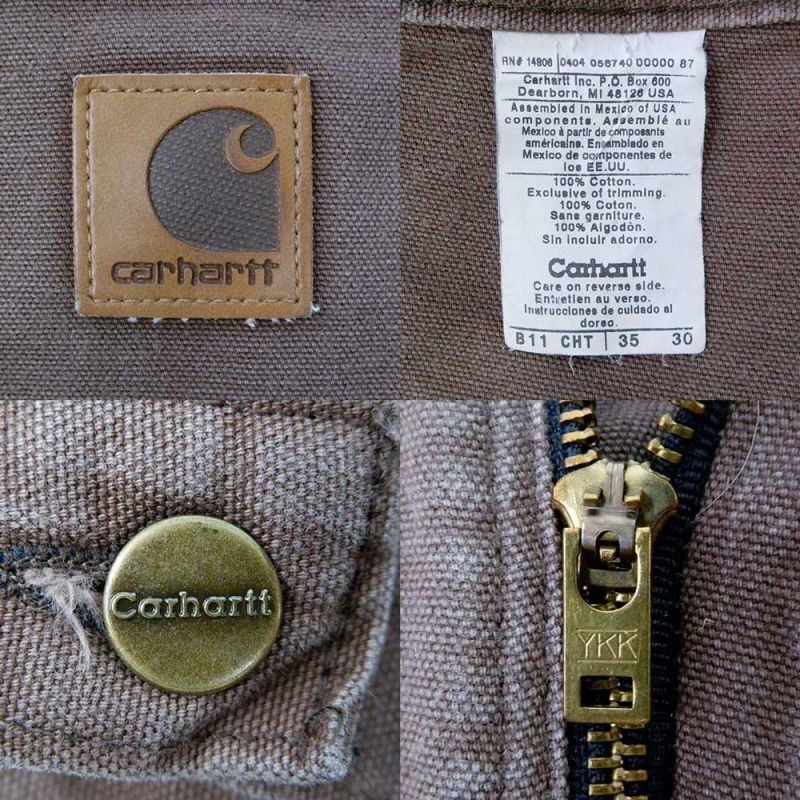 carhartt
RN# 14806 0404 056740 00000 87
Carhartt Inc. P.O. Box 600
Dearborn, MI 48126 USA
Assembled in Mexico of USA
components. Assemblé au
Mexico à partir de composants
américains. Ensamblado en
Mexico de componentes de
los EE.UU.
100% Cotton.
Exclusive of trimming.
100% Coton.
Sans garniture.
100% Algodón.
Sin incluir adorno.
Carhartt
Care on reverse side.
Entretien au verso.
Instrucciones de cuidado al
dorso.
B11 CHT 35 30
Carhartt
YKK